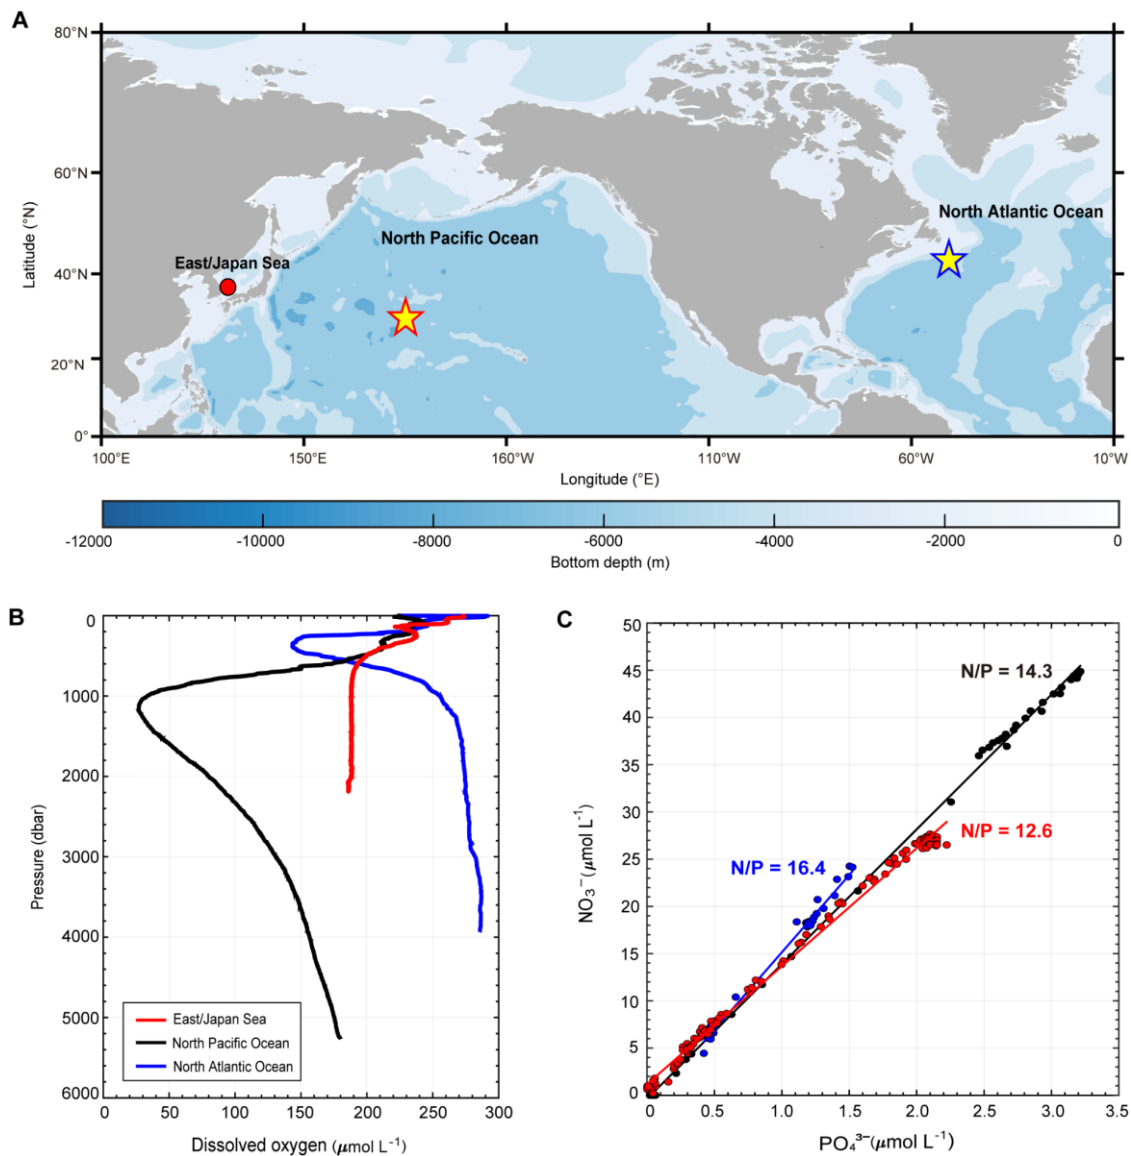 A
80°N
60°N
40°N
20°N
0°
Latitude (°N)
North Pacific Ocean
North Atlantic Ocean
East/Japan Sea
100°E 150°E 160°W 110°W 60°W 10°W
Longitude (°E)
-12000 -10000 -8000 -6000 -4000 -2000 0
Bottom depth (m)
B
0
1000
2000
3000
4000
5000
6000
Pressure (dbar)
East/Japan Sea
North Pacific Ocean
North Atlantic Ocean
0 50 100 150 200 250 300
Dissolved oxygen (μmol L⁻¹)
C
50
45
40
35
30
25
20
15
10
5
0
NO₃⁻(μmol L⁻¹)
N/P = 14.3
N/P = 12.6
N/P = 16.4
0 0.5 1.0 1.5 2.0 2.5 3.0 3.5
PO₄³⁻(μmol L⁻¹)